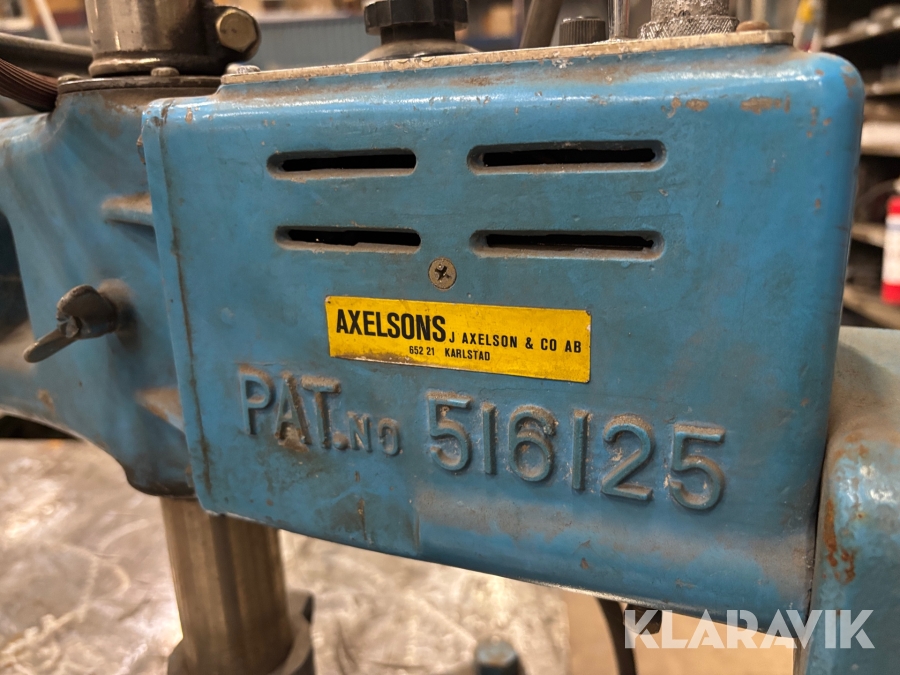 AXELSONS J AXELSON & CO AB
652 21 KARLSTAD
PAT. NO 516125
KLARAVIK